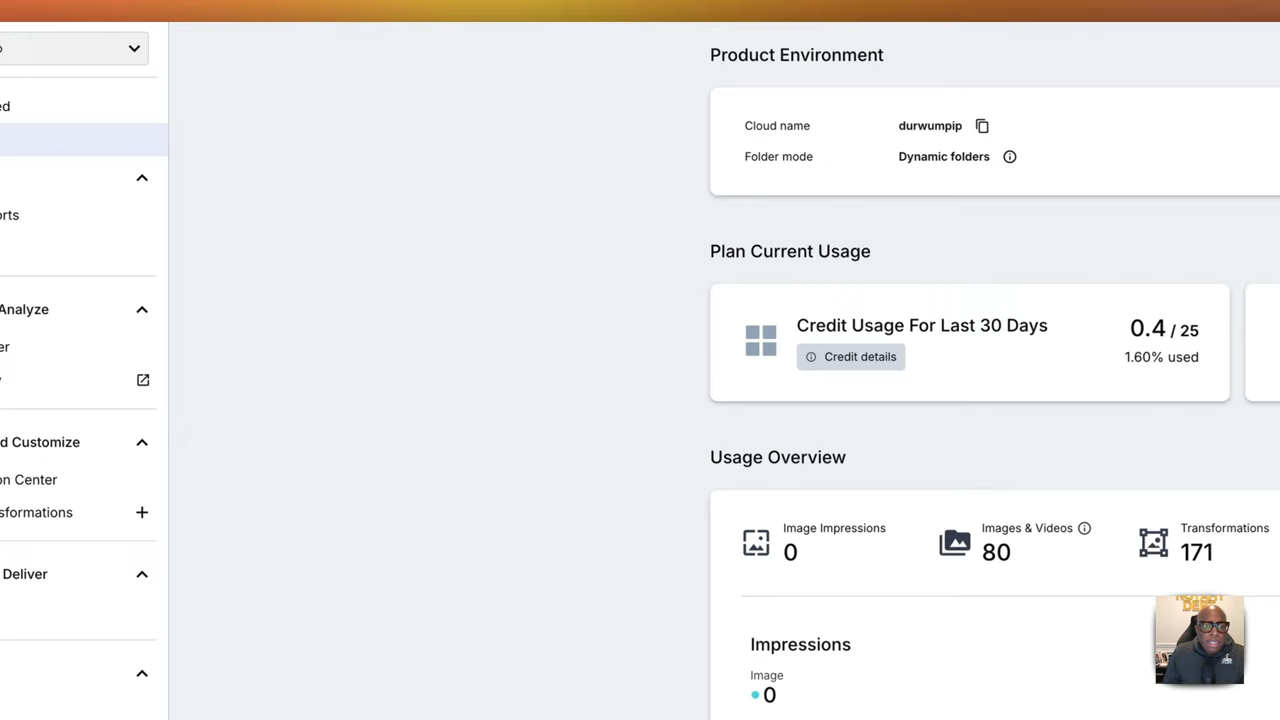 ed
orts
Analyze
er
d Customize
on Center
sformations
Deliver
Product Environment
Cloud name durwumpip
Folder mode Dynamic folders
Plan Current Usage
Credit Usage For Last 30 Days
0.4 / 25
Credit details
1.60% used
Usage Overview
Image Impressions
0
Images & Videos
80
Transformations
171
Impressions
Image
0